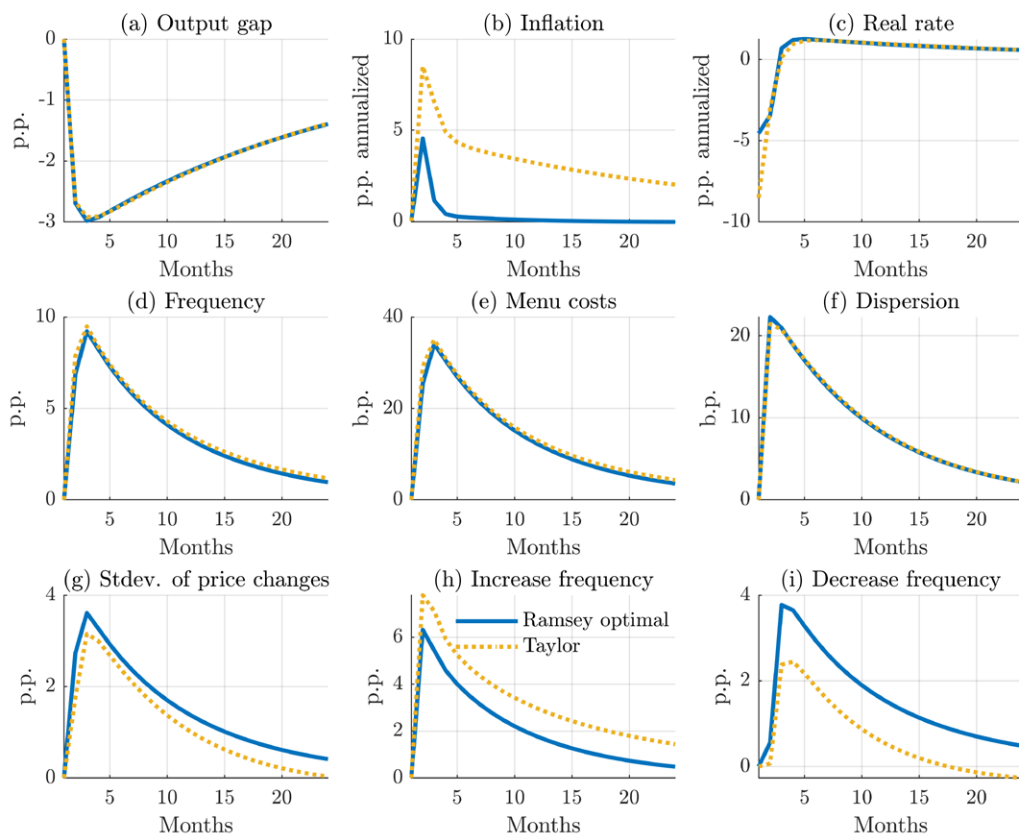 (a) Output gap
(b) Inflation
(c) Real rate
0
-1
-2
-3
p.p.
5
10
15
20
Months
10
5
0
p.p. annualized
5
10
15
20
Months
0
-5
-10
p.p. annualized
5
10
15
20
Months
(d) Frequency
(e) Menu costs
(f) Dispersion
10
5
0
p.p.
5
10
15
20
Months
40
20
0
b.p.
5
10
15
20
Months
20
10
0
b.p.
5
10
15
20
Months
(g) Stdev. of price changes
(h) Increase frequency
(i) Decrease frequency
4
2
0
p.p.
5
10
15
20
Months
6
4
2
0
p.p.
Ramsey optimal
Taylor
5
10
15
20
Months
4
2
0
p.p.
5
10
15
20
Months